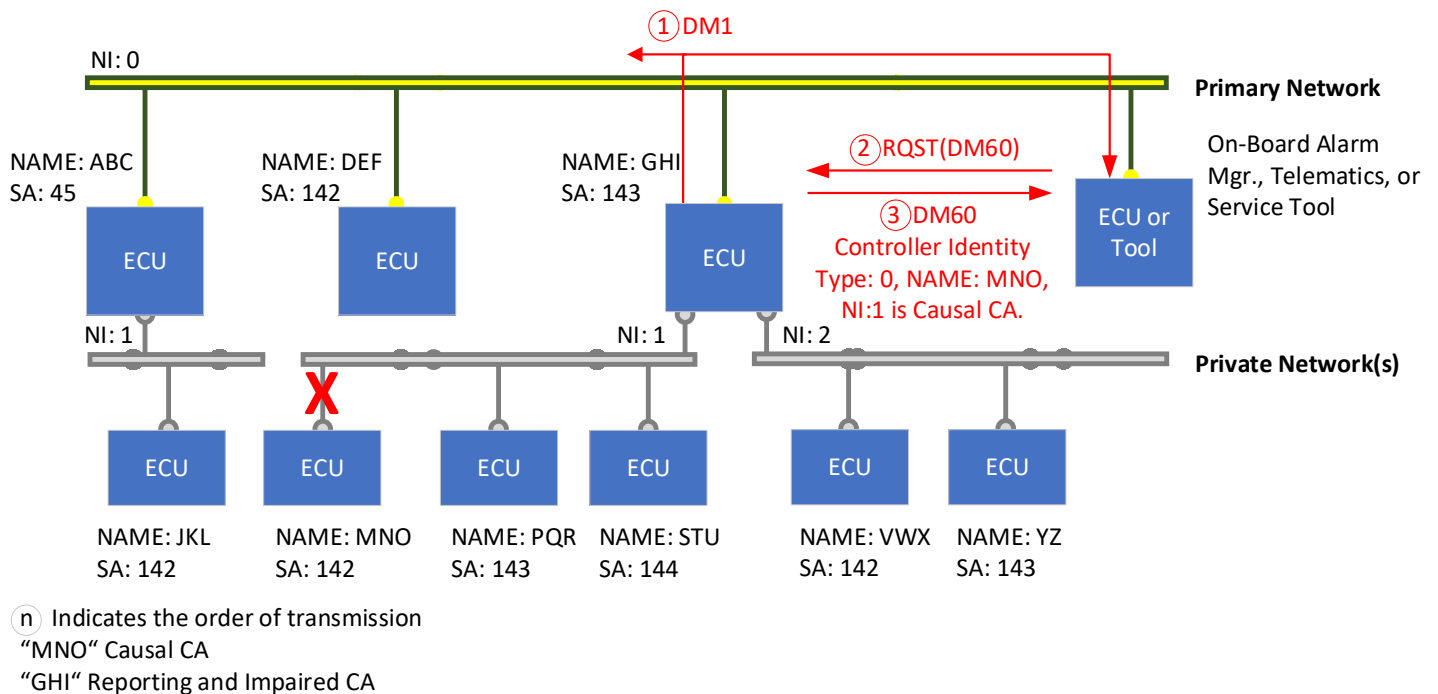 ① DM1
NI: 0
Primary Network
NAME: ABC
SA: 45
NAME: DEF
SA: 142
NAME: GHI
SA: 143
② RQST(DM60)
③ DM60
Controller Identity
Type: 0, NAME: MNO,
NI:1 is Causal CA.
On-Board Alarm
Mgr., Telematics, or
Service Tool
ECU
ECU
ECU
ECU or
Tool
NI: 1
NI: 1
NI: 2
Private Network(s)
X
ECU
ECU
ECU
ECU
ECU
ECU
NAME: JKL
SA: 142
NAME: MNO
SA: 142
NAME: PQR
SA: 143
NAME: STU
SA: 144
NAME: VWX
SA: 142
NAME: YZ
SA: 143
ⓝ Indicates the order of transmission
“MNO“ Causal CA
“GHI“ Reporting and Impaired CA